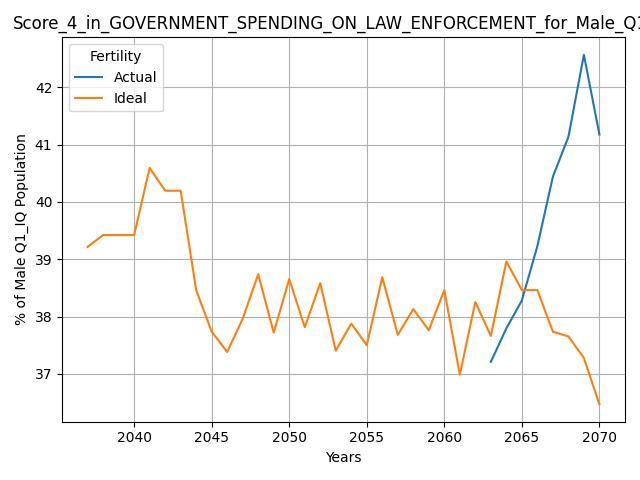 Score_4_in_GOVERNMENT_SPENDING_ON_LAW_ENFORCEMENT_for_Male_Q1
Fertility
Actual
Ideal
42
41
40
39
38
37
% of Male Q1_IQ Population
2040 2045 2050 2055 2060 2065 2070
Years